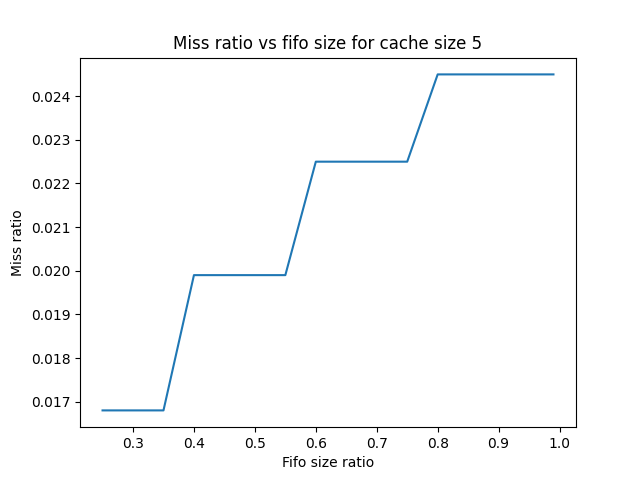 Miss ratio vs fifo size for cache size 5
0.024
0.023
0.022
0.021
0.020
0.019
0.018
0.017
Miss ratio
0.3 0.4 0.5 0.6 0.7 0.8 0.9 1.0
Fifo size ratio